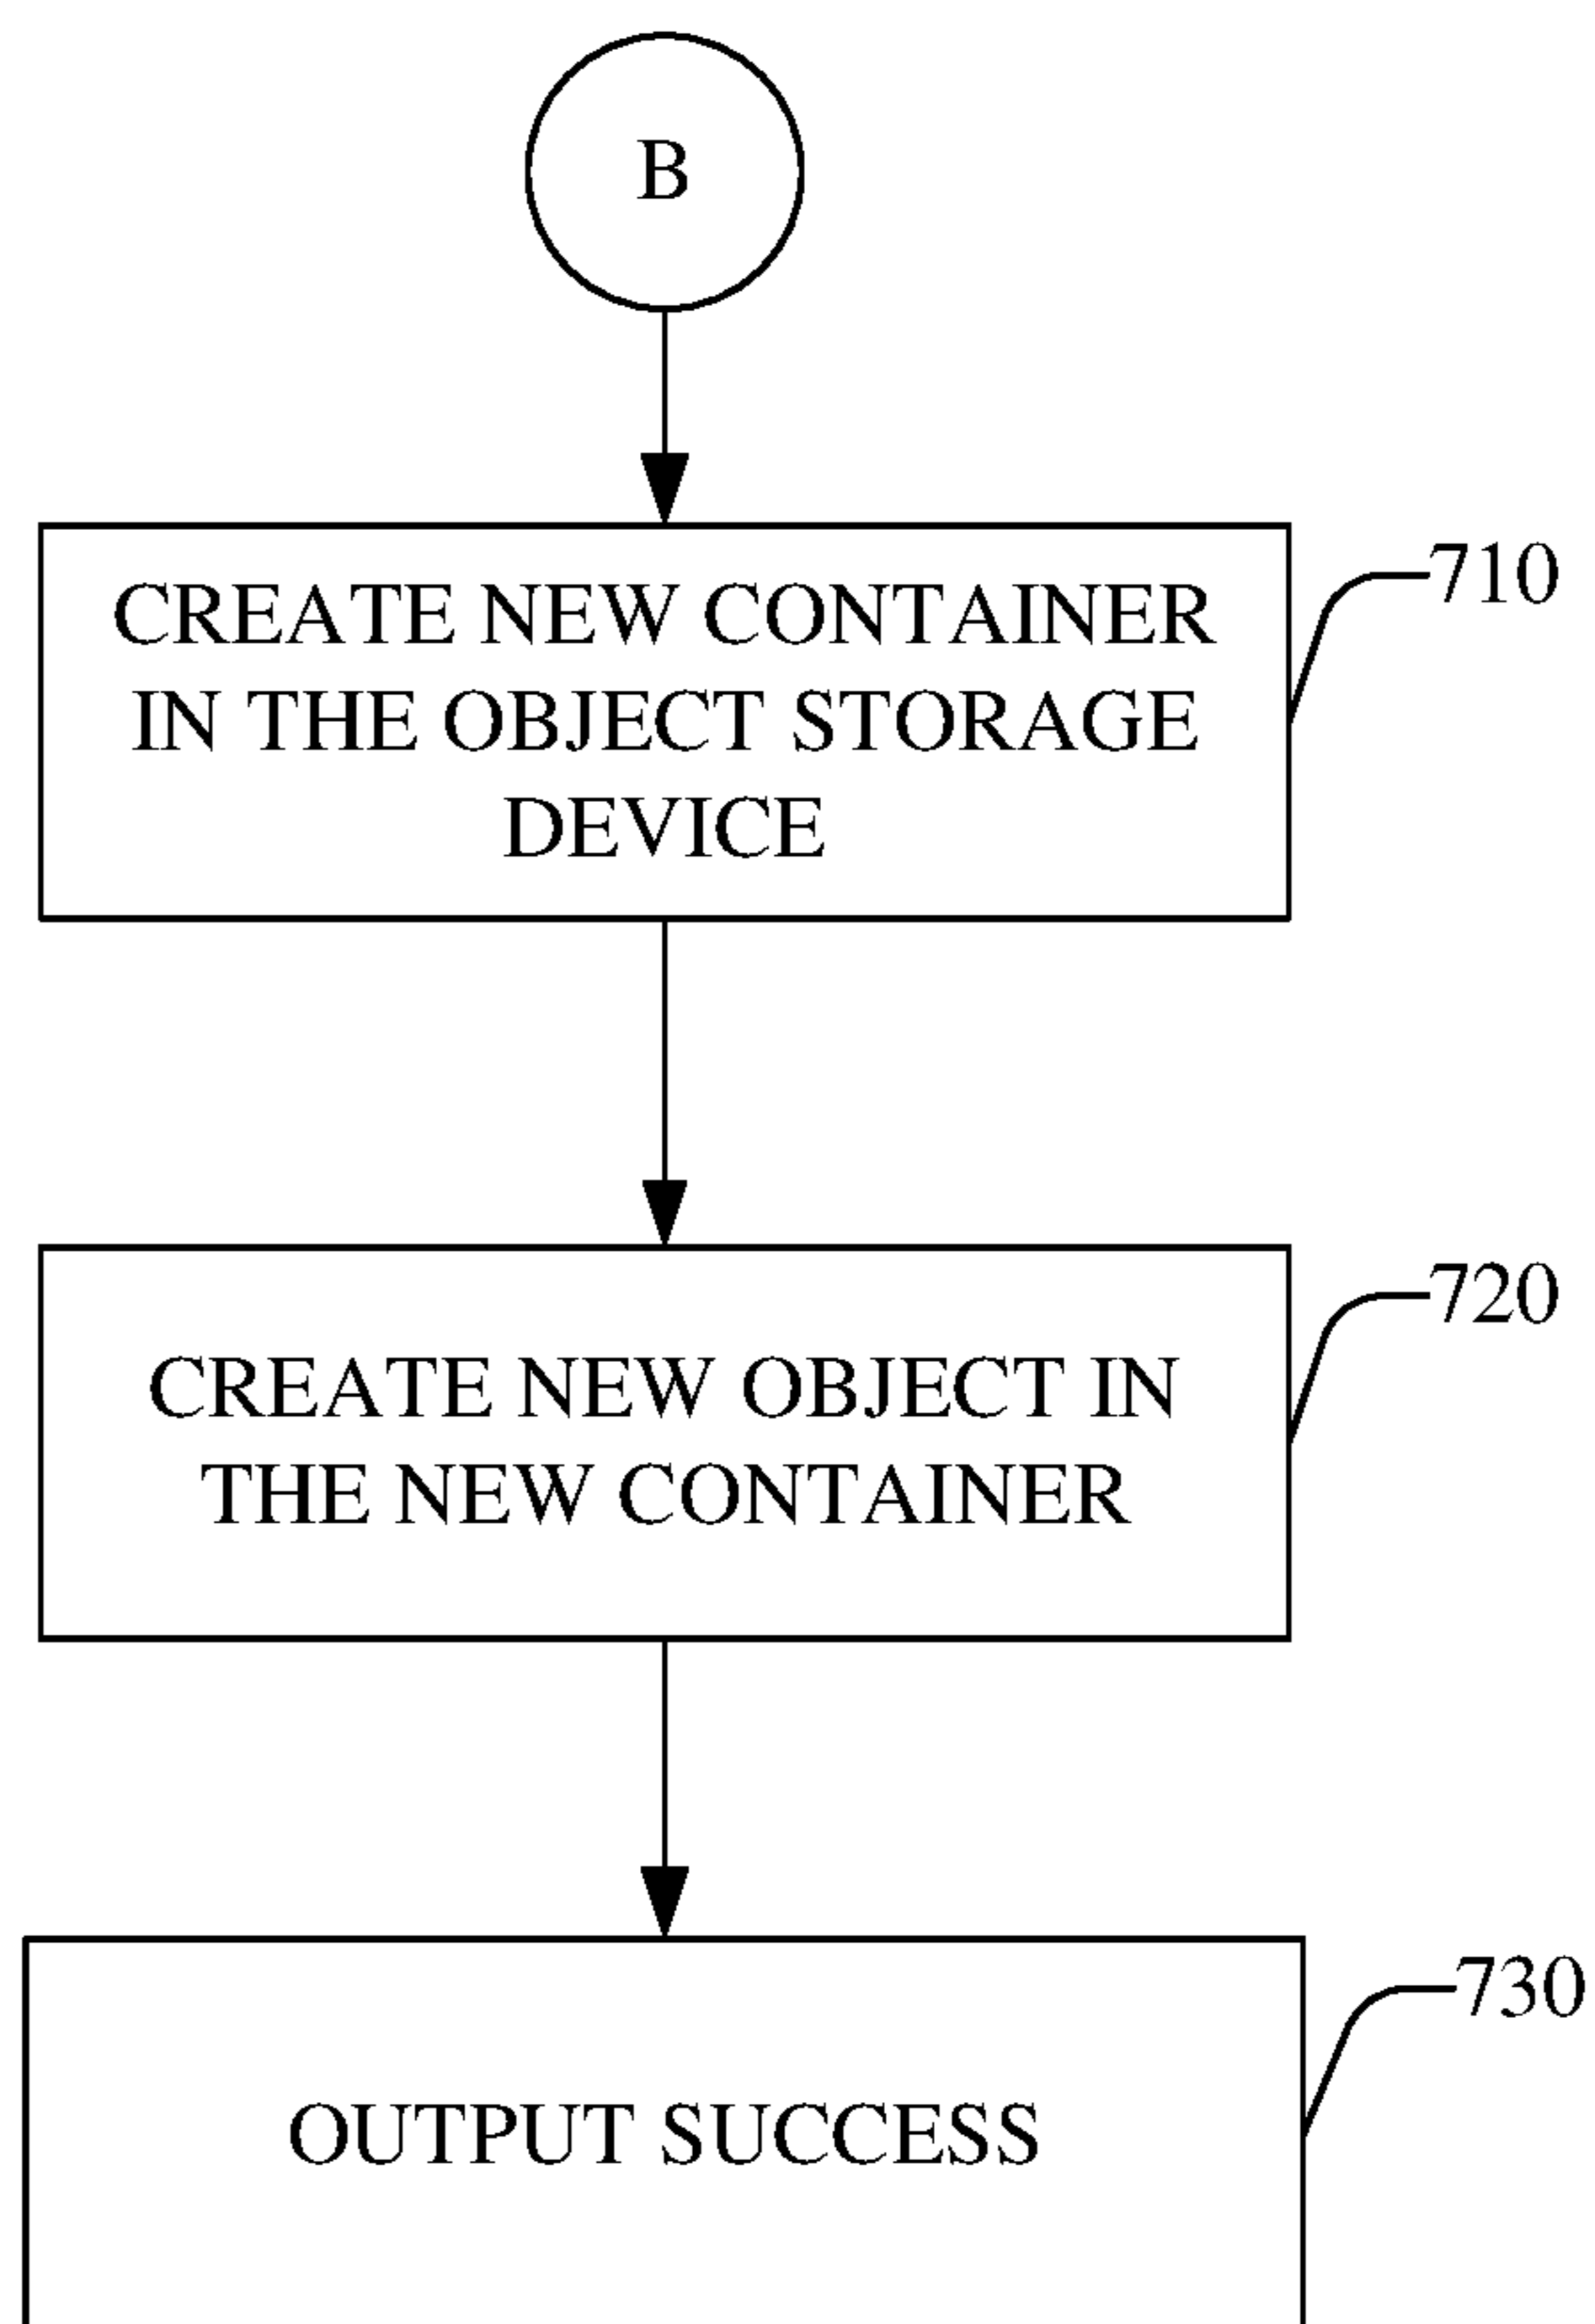 B
CREATE NEW CONTAINER
IN THE OBJECT STORAGE
DEVICE
710
CREATE NEW OBJECT IN
THE NEW CONTAINER
720
OUTPUT SUCCESS
730